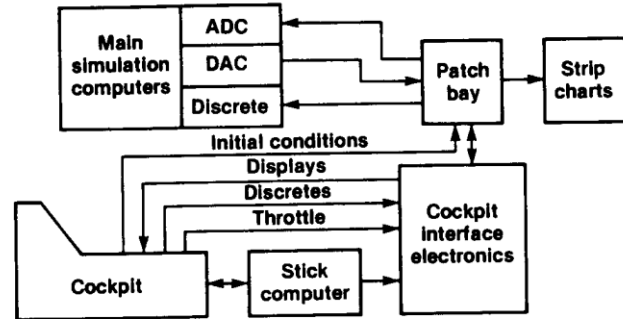 Main
simulation
computers
ADC
DAC
Discrete
Patch
bay
Strip
charts
Initial conditions
Displays
Discretes
Throttle
Cockpit
interface
electronics
Cockpit
Stick
computer